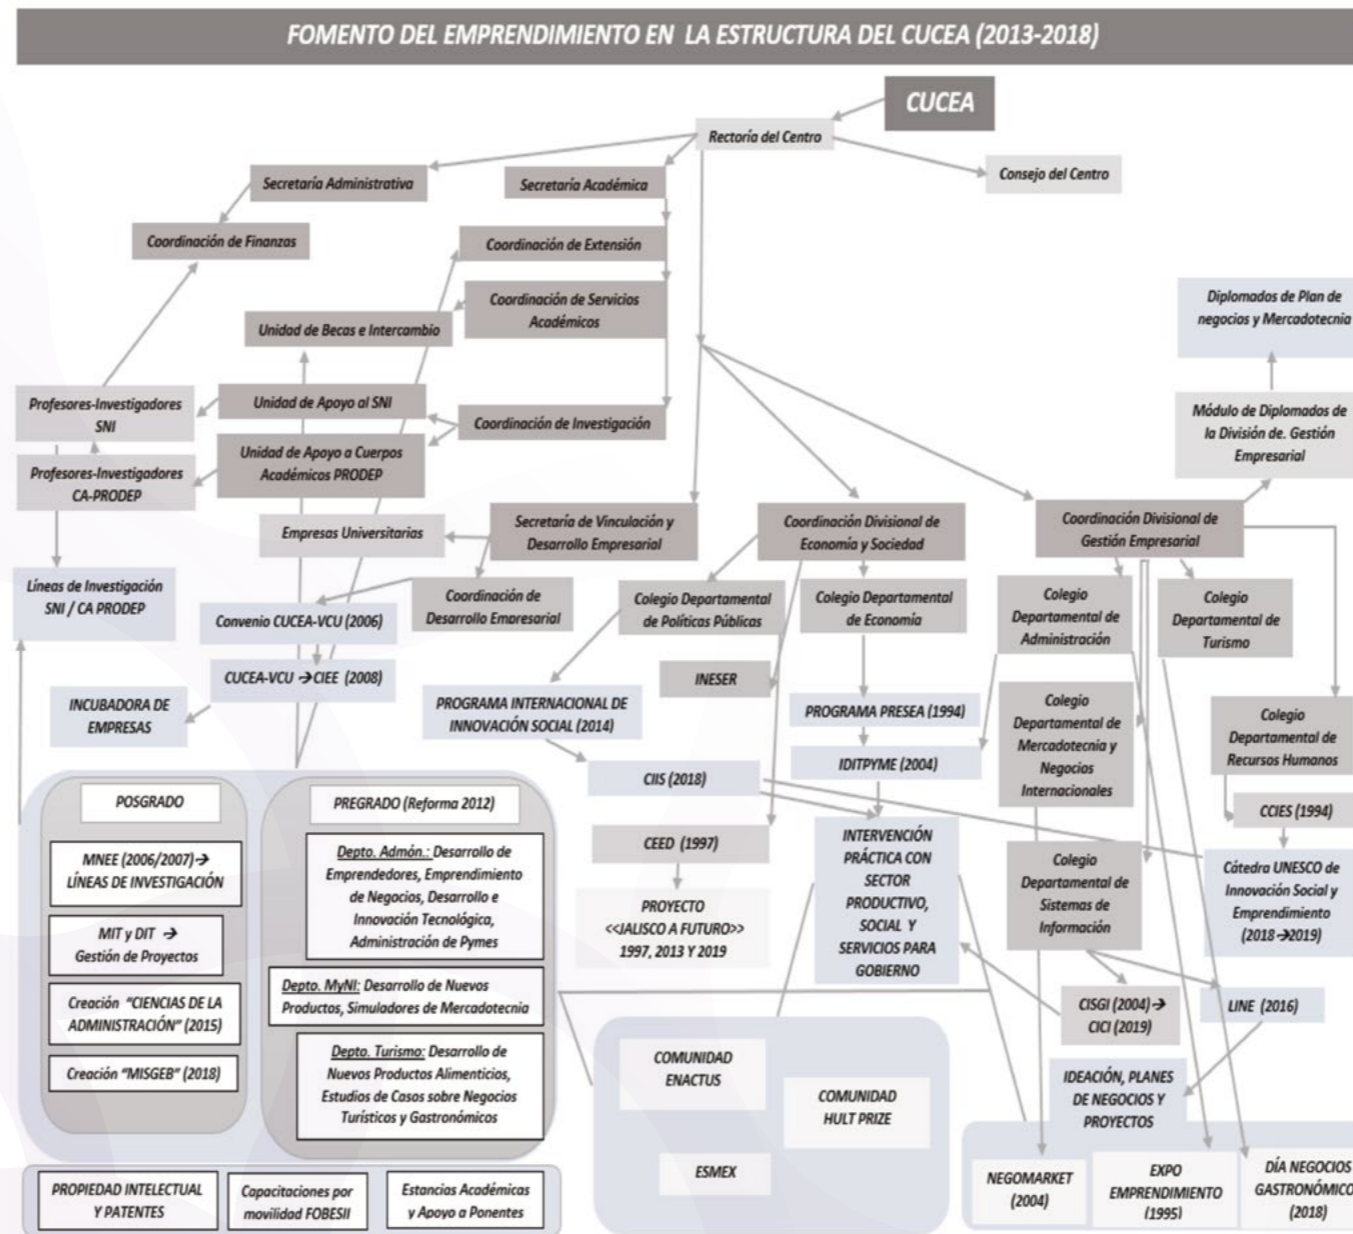 FOMENTO DEL EMPRENDIMIENTO EN LA ESTRUCTURA DEL CUCEA (2013-2018)
CUCEA
Rectoría del Centro
Consejo del Centro
Secretaría Administrativa
Secretaría Académica
Coordinación de Finanzas
Coordinación de Extensión
Coordinación de Servicios
Académicos
Unidad de Becas e Intercambio
Diplomados de Plan de
negocios y Mercadotecnia
Profesores-Investigadores
SNI
Unidad de Apoyo al SNI
Coordinación de Investigación
Módulo de Diplomados de
la División de. Gestión
Empresarial
Profesores-Investigadores
CA-PRODEP
Unidad de Apoyo a Cuerpos
Académicos PRODEP
Empresas Universitarias
Secretaría de Vinculación y
Desarrollo Empresarial
Coordinación Divisional de
Economía y Sociedad
Coordinación Divisional de
Gestión Empresarial
Líneas de Investigación
SNI / CA PRODEP
Convenio CUCEA-VCU (2006)
Coordinación de
Desarrollo Empresarial
Colegio Departamental
de Políticas Públicas
Colegio Departamental
de Economía
Colegio
Departamental de
Administración
Colegio
Departamental de
Turismo
CUCEA-VCU → CIEE (2008)
INCUBADORA DE
EMPRESAS
PROGRAMA INTERNACIONAL DE
INNOVACIÓN SOCIAL (2014)
INESER
PROGRAMA PRESEA (1994)
Colegio
Departamental de
Mercadotecnia y
Negocios
Internacionales
Colegio
Departamental de
Recursos Humanos
CIIS (2018)
IDITPYME (2004)
CCIES (1994)
POSGRADO
MNEE (2006/2007)→
LÍNEAS DE INVESTIGACIÓN
MIT y DIT →
Gestión de Proyectos
Creación "CIENCIAS DE LA
ADMINISTRACIÓN" (2015)
Creación "MISGEB" (2018)
PREGRADO (Reforma 2012)
Depto. Admón.: Desarrollo de
Emprendedores, Emprendimiento
de Negocios, Desarrollo e
Innovación Tecnológica,
Administración de Pymes
Depto. MyNI: Desarrollo de Nuevos
Productos, Simuladores de Mercadotecnia
Depto. Turismo: Desarrollo de
Nuevos Productos Alimenticios,
Estudios de Casos sobre Negocios
Turísticos y Gastronómicos
CEED (1997)
PROYECTO
<<JALISCO A FUTURO>>
1997, 2013 Y 2019
INTERVENCIÓN
PRÁCTICA CON
SECTOR
PRODUCTIVO,
SOCIAL Y
SERVICIOS PARA
GOBIERNO
Colegio
Departamental de
Sistemas de
Información
Cátedra UNESCO de
Innovación Social y
Emprendimiento
(2018→2019)
CISGI (2004)→
CICI (2019)
LINE (2016)
COMUNIDAD
ENACTUS
COMUNIDAD
HULT PRIZE
ESMEX
IDEACIÓN, PLANES
DE NEGOCIOS Y
PROYECTOS
NEGOMARKET
(2004)
EXPO
EMPRENDIMIENTO
(1995)
DÍA NEGOCIOS
GASTRONÓMICOS
(2018)
PROPIEDAD INTELECTUAL
Y PATENTES
Capacitaciones por
movilidad FOBESII
Estancias Académicas
y Apoyo a Ponentes